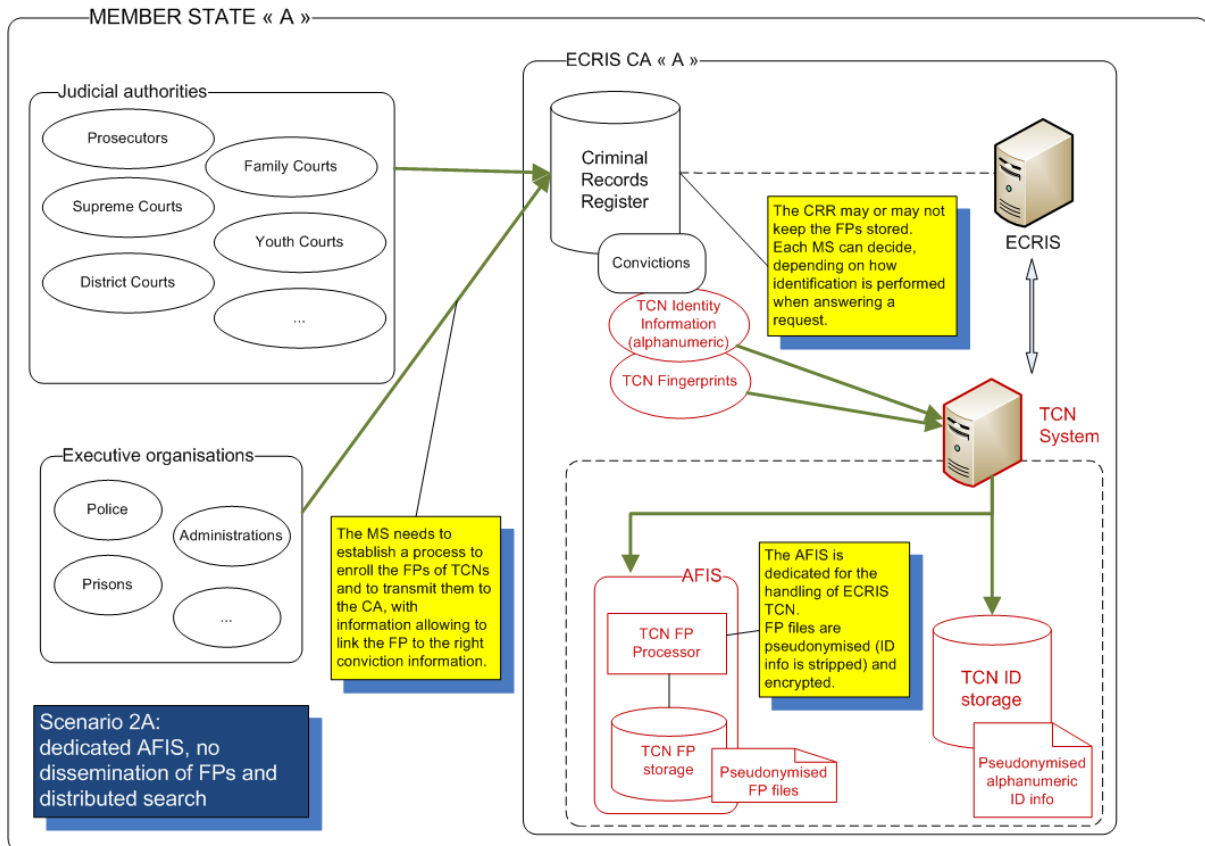 MEMBER STATE « A »
Judicial authorities
Prosecutors
Family Courts
Supreme Courts
Youth Courts
District Courts
...
Executive organisations
Police
Administrations
Prisons
...
Scenario 2A:
dedicated AFIS, no
dissemination of FPs and
distributed search
The MS needs to
establish a process to
enroll the FPs of TCNs
and to transmit them to
the CA, with
information allowing to
link the FP to the right
conviction information.
ECRIS CA « A »
Criminal
Records
Register
Convictions
TCN Identity
Information
(alphanumeric)
TCN Fingerprints
The CRR may or may not
keep the FPs stored.
Each MS can decide,
depending on how
identification is performed
when answering a
request.
ECRIS
TCN
System
AFIS
TCN FP
Processor
TCN FP
storage
Pseudonymised
FP files
The AFIS is
dedicated for the
handling of ECRIS
TCN.
FP files are
pseudonymised (ID
info is stripped) and
encrypted.
TCN ID
storage
Pseudonymised
alphanumeric
ID info